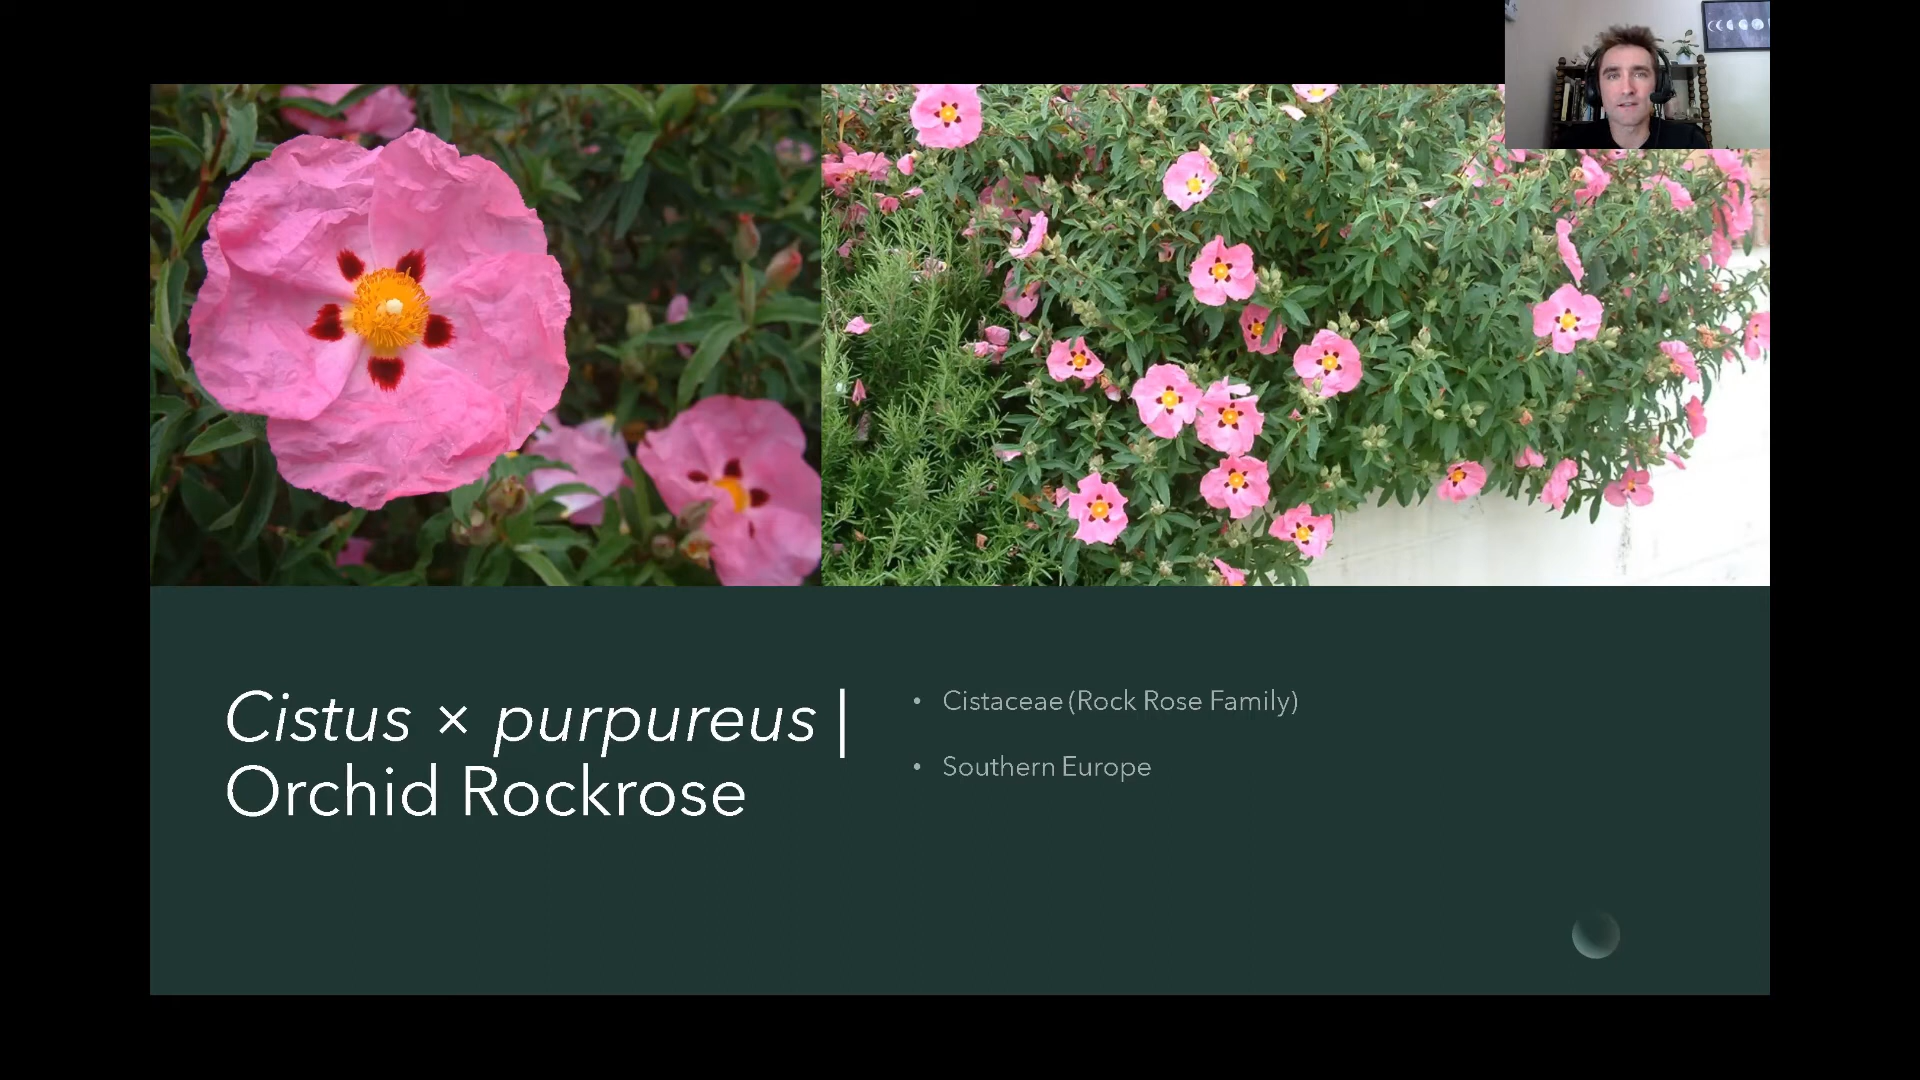 Cistus × purpureus |
Orchid Rockrose
• Cistaceae (Rock Rose Family)
• Southern Europe